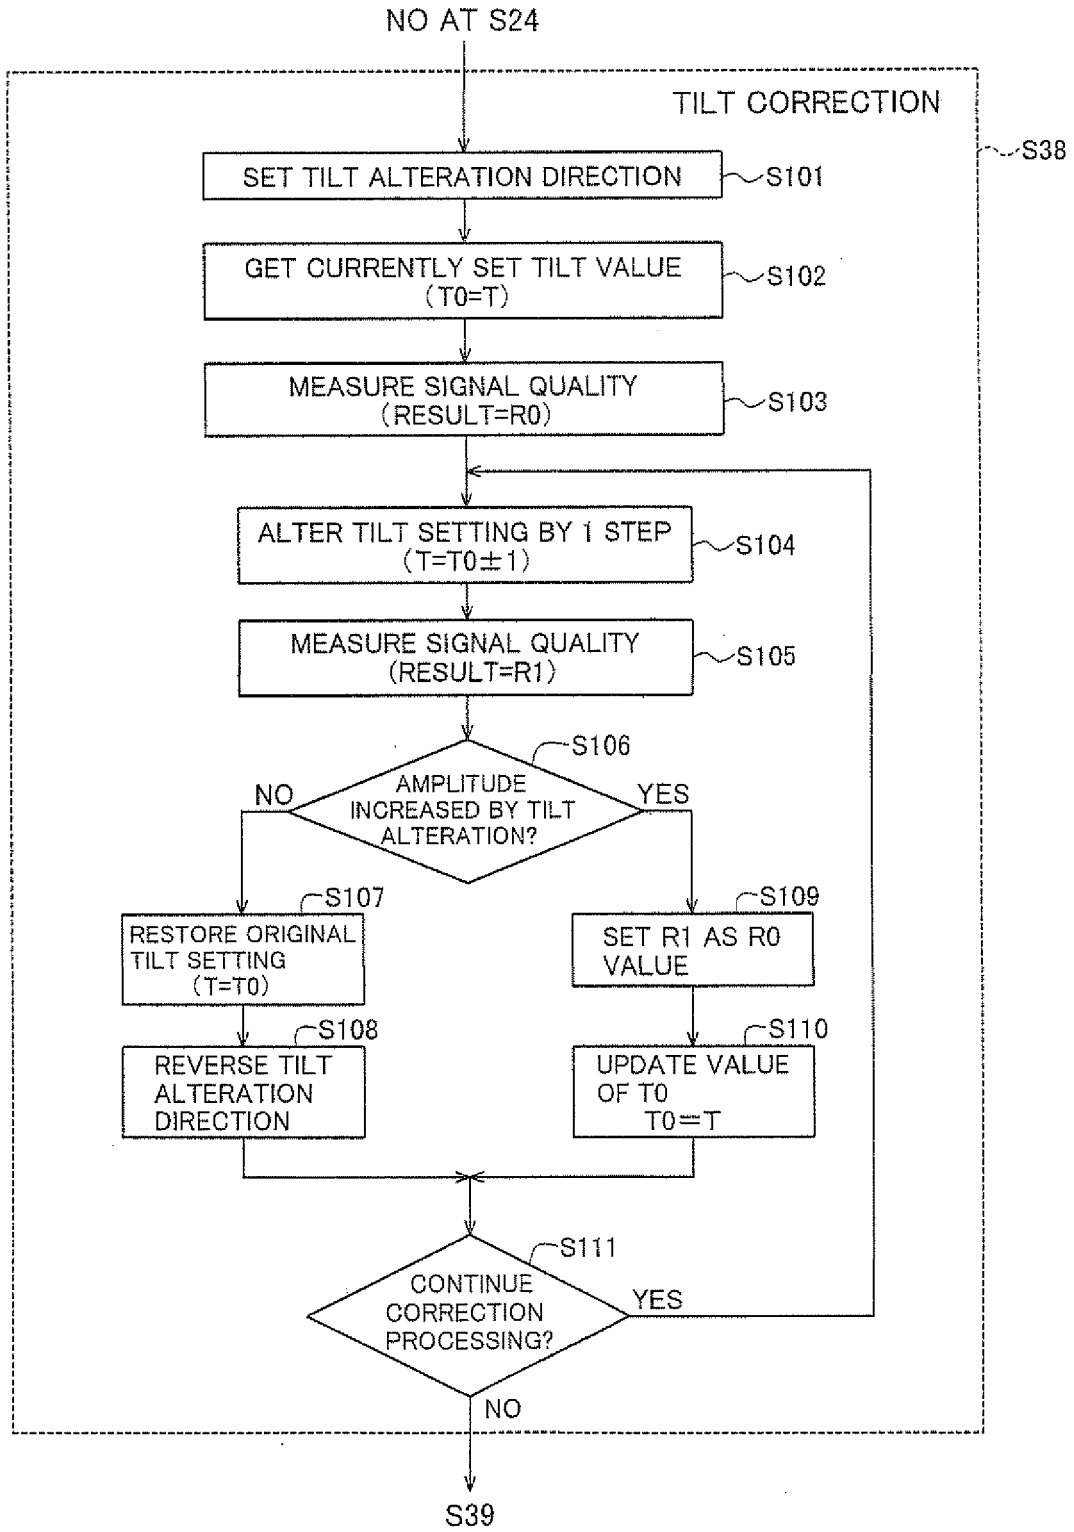 NO AT S24
TILT CORRECTION
S38
SET TILT ALTERATION DIRECTION
S101
GET CURRENTLY SET TILT VALUE
(T0=T)
S102
MEASURE SIGNAL QUALITY
(RESULT=R0)
S103
ALTER TILT SETTING BY 1 STEP
(T=T0±1)
S104
MEASURE SIGNAL QUALITY
(RESULT=R1)
S105
S106
AMPLITUDE
INCREASED BY TILT
ALTERATION?
NO
YES
S107
RESTORE ORIGINAL
TILT SETTING
(T=T0)
S109
SET R1 AS R0
VALUE
S108
REVERSE TILT
ALTERATION
DIRECTION
S110
UPDATE VALUE
OF T0
T0=T
S111
CONTINUE
CORRECTION
PROCESSING?
YES
NO
S39